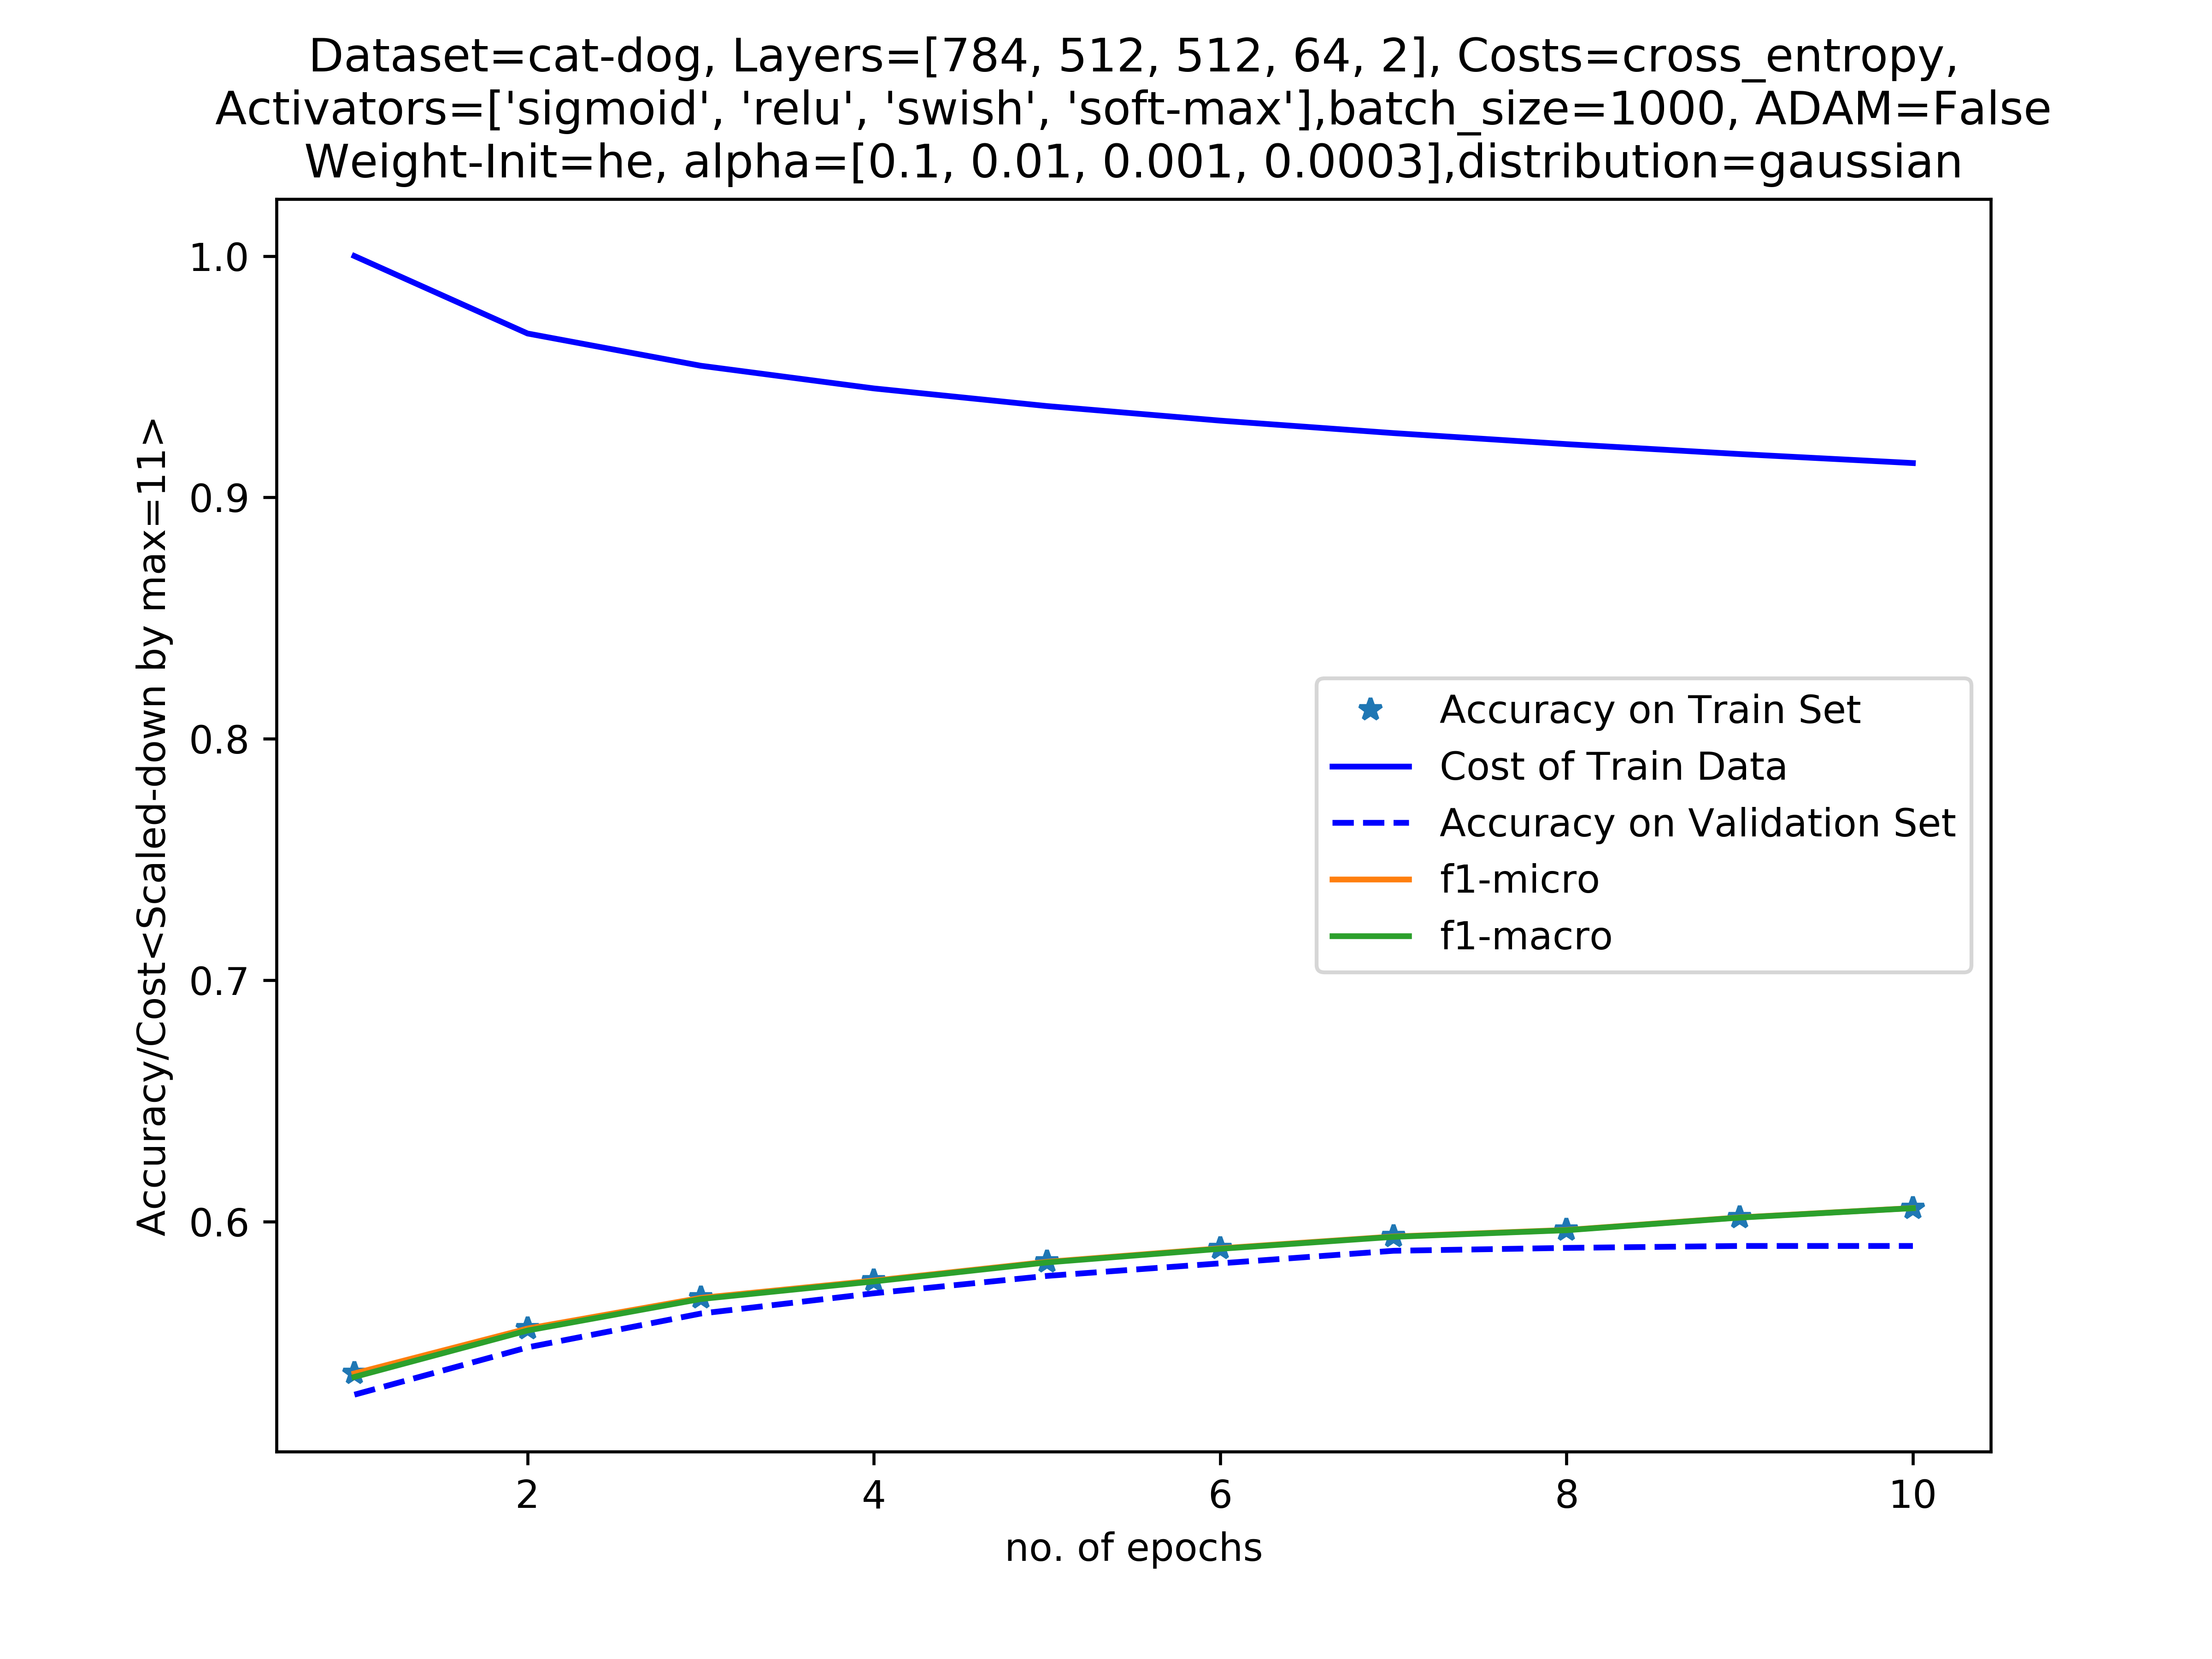 Dataset=cat-dog, Layers=[784, 512, 512, 64, 2], Costs=cross_entropy,
Activators=['sigmoid', 'relu', 'swish', 'soft-max'],batch_size=1000, ADAM=False
Weight-Init=he, alpha=[0.1, 0.01, 0.001, 0.0003],distribution=gaussian
Accuracy/Cost<Scaled-down by max=11>
1.0
0.9
0.8
0.7
0.6
Accuracy on Train Set
Cost of Train Data
Accuracy on Validation Set
f1-micro
f1-macro
2 4 6 8 10
no. of epochs